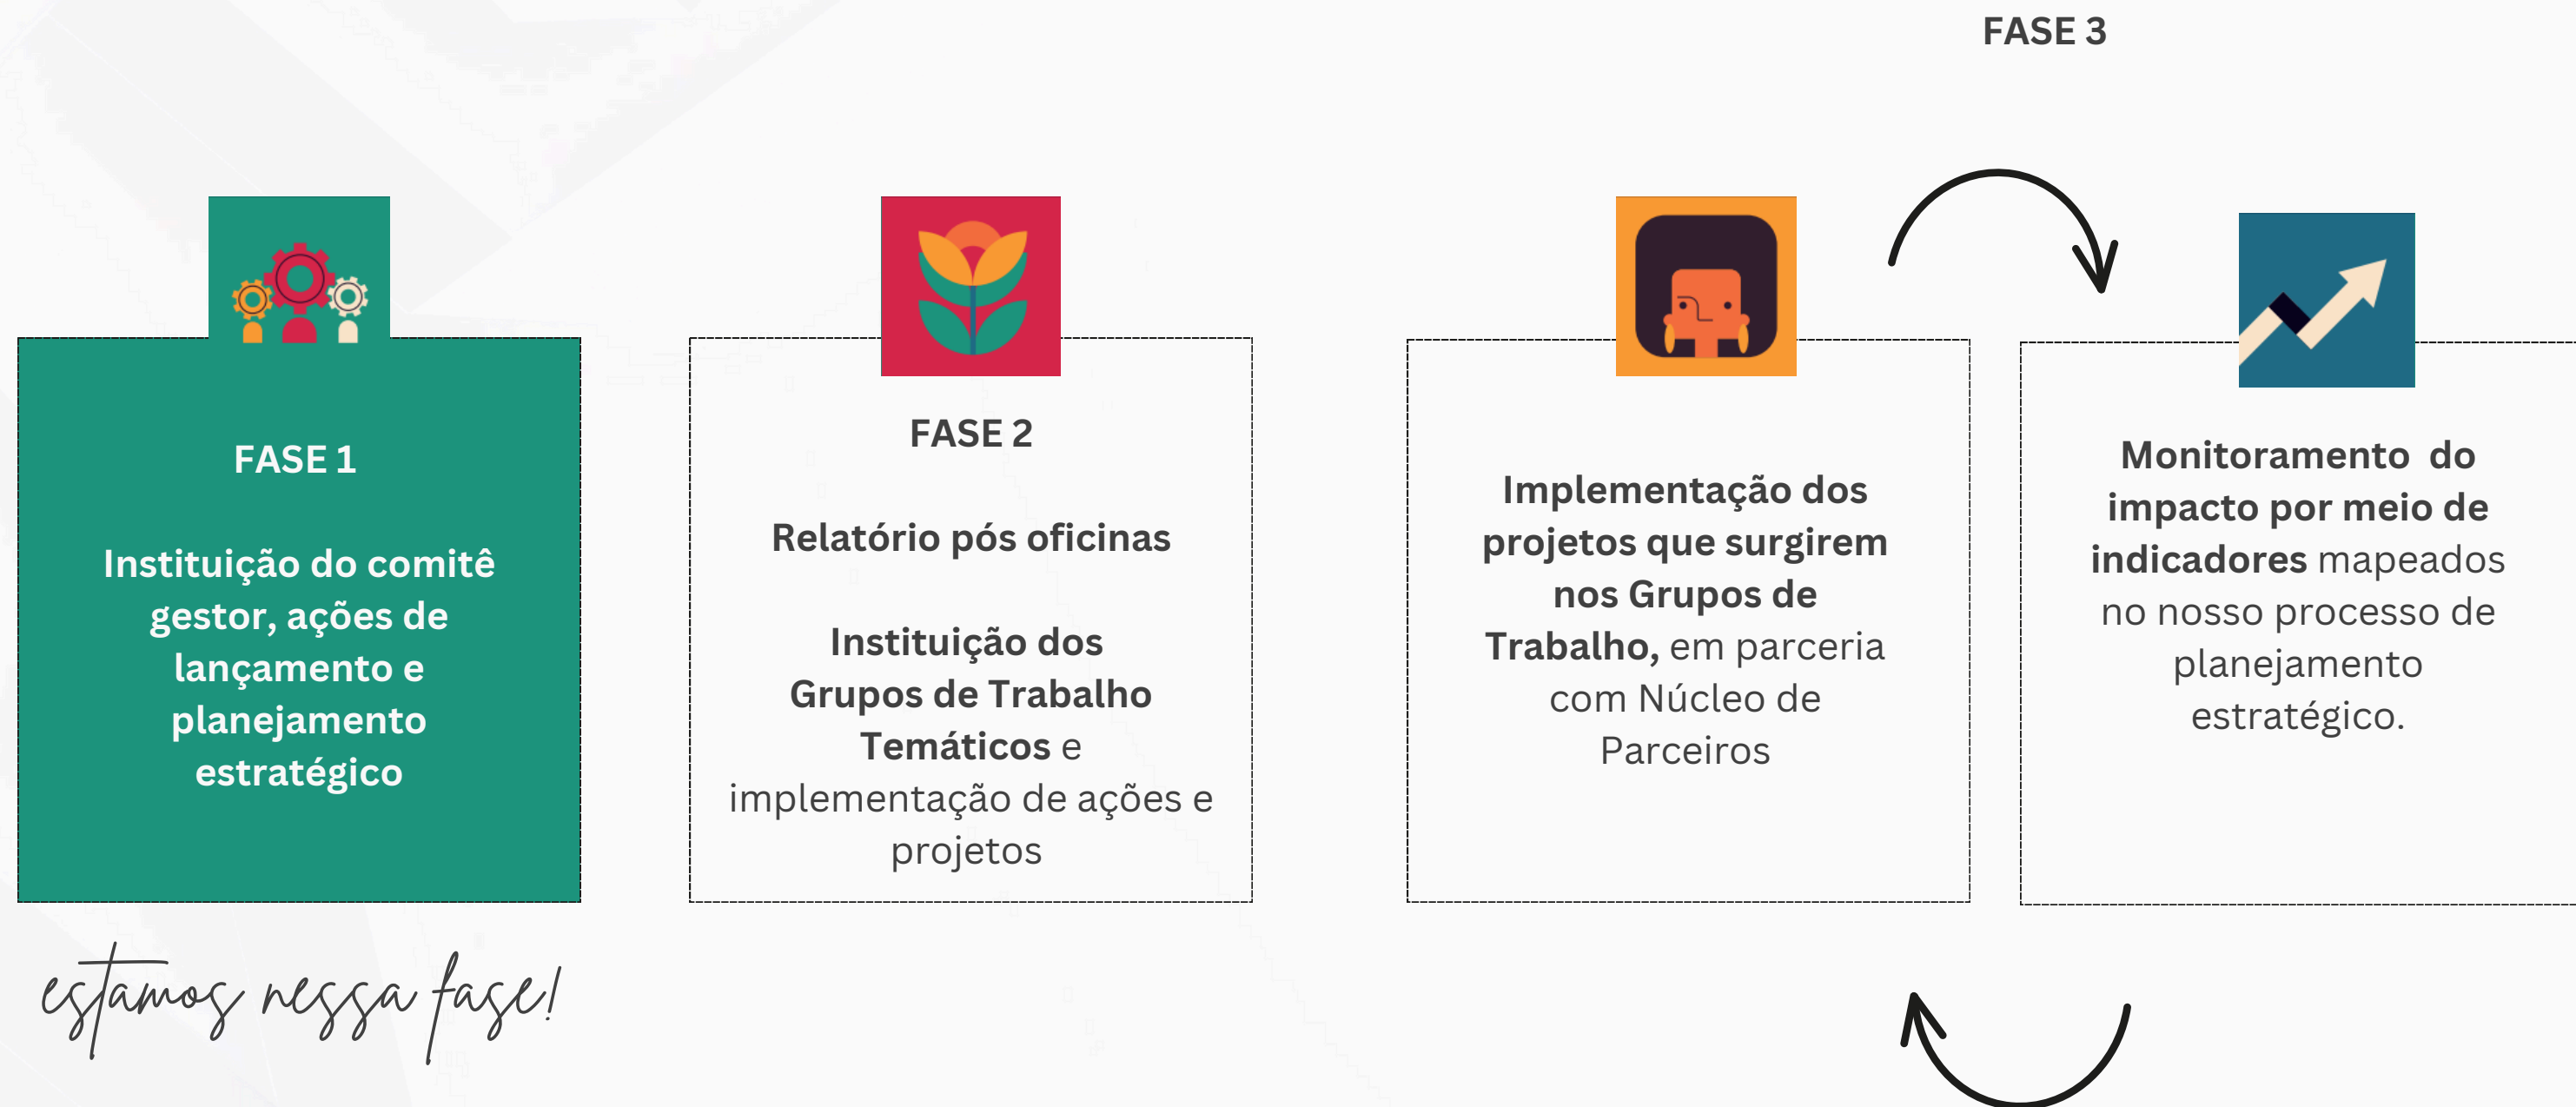 FASE 1
Instituição do comitê
gestor, ações de
lançamento e
planejamento
estratégico
estamos nessa fase!
FASE 2
Relatório pós oficinas
Instituição dos
Grupos de Trabalho
Temáticos e
implementação de ações e
projetos
FASE 3
Implementação dos
projetos que surgirem
nos Grupos de
Trabalho, em parceria
com Núcleo de
Parceiros
Monitoramento do
impacto por meio de
indicadores mapeados
no nosso processo de
planejamento
estratégico.